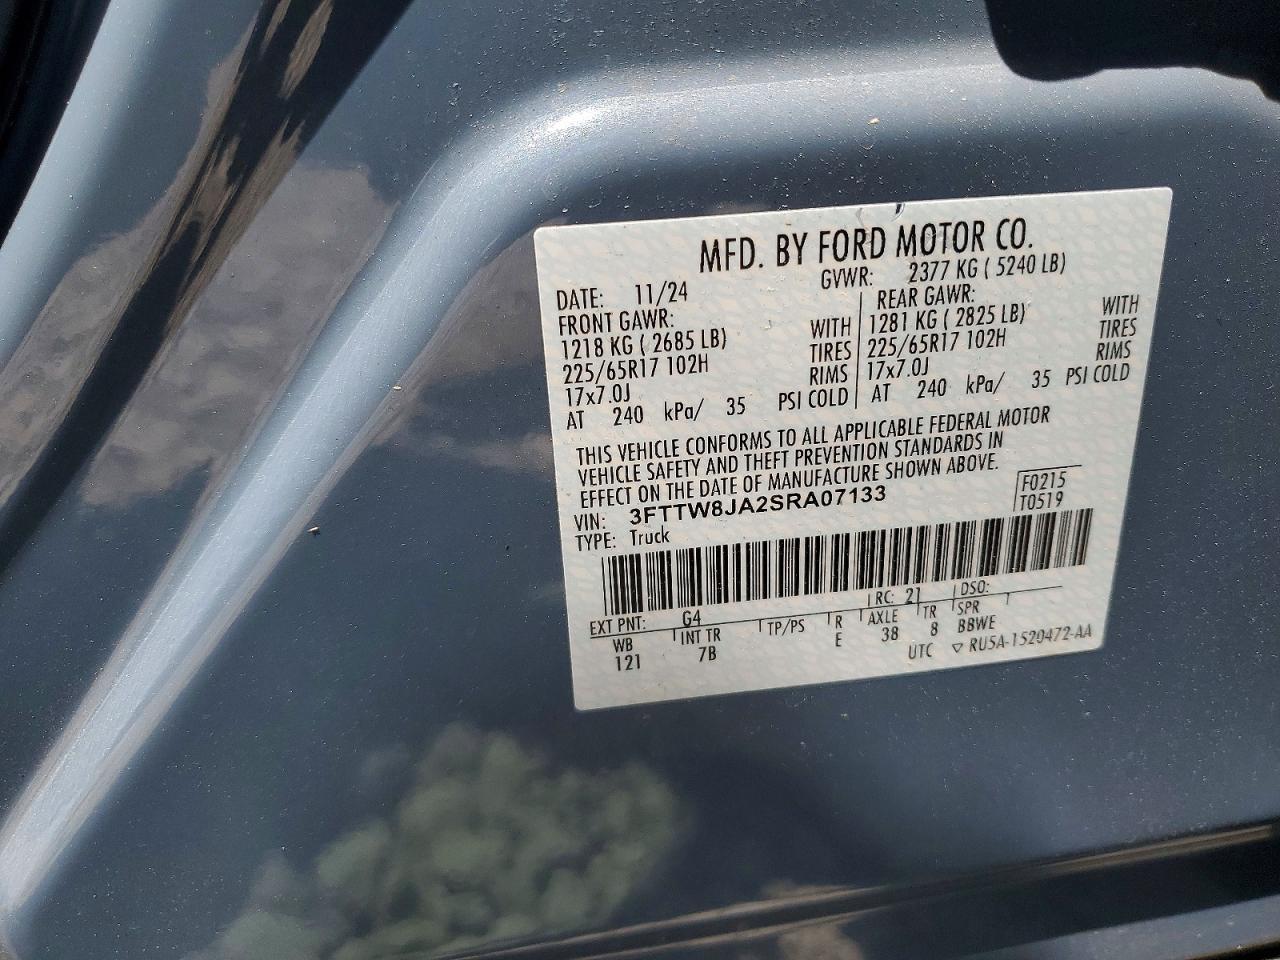 MFD. BY FORD MOTOR CO.
DATE: 11/24 GVWR: 2377 KG ( 5240 LB)
FRONT GAWR:
1218 KG ( 2685 LB) WITH
225/65R17 102H TIRES
17x7.0J RIMS
AT 240 kPa/ 35 PSI COLD
REAR GAWR:
1281 KG ( 2825 LB) WITH
225/65R17 102H TIRES
17x7.0J RIMS
AT 240 kPa/ 35 PSI COLD
THIS VEHICLE CONFORMS TO ALL APPLICABLE FEDERAL MOTOR
VEHICLE SAFETY AND THEFT PREVENTION STANDARDS IN
EFFECT ON THE DATE OF MANUFACTURE SHOWN ABOVE.
VIN: 3FTTW8JA2SRA07133
TYPE: Truck
F0215
T0519
EXT PNT: G4 RC: 21 DSO:
WB INT TR TP/PS R AXLE TR SPR
121 7B E 38 8 BBWE
UTC ▽ RU5A-1520472-AA